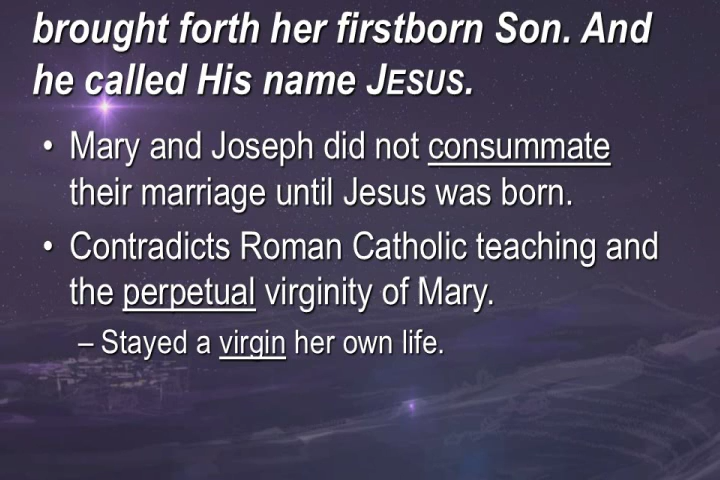 brought forth her firstborn Son. And
he called His name JESUS.
• Mary and Joseph did not consummate
their marriage until Jesus was born.
• Contradicts Roman Catholic teaching and
the perpetual virginity of Mary.
– Stayed a virgin her own life.